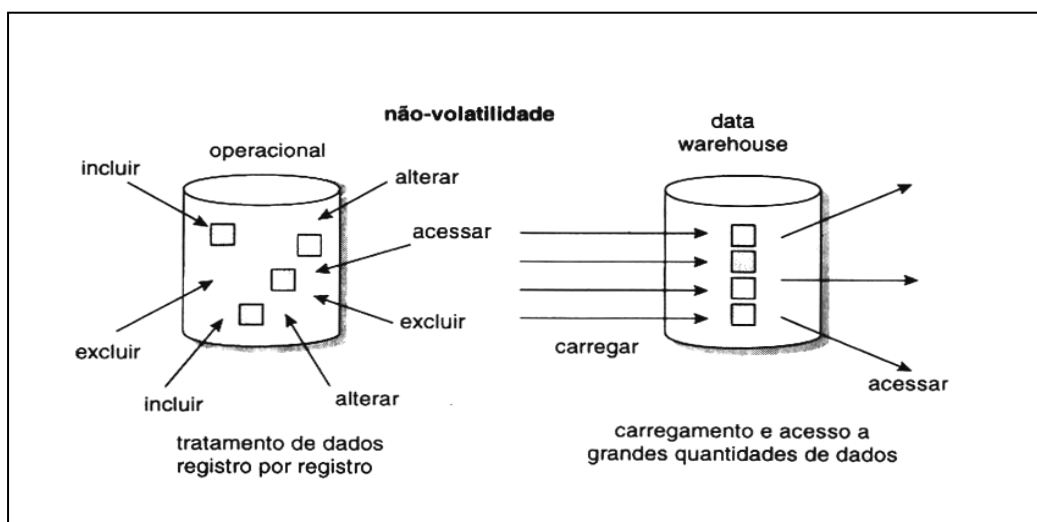 não-volatilidade
operacional
incluir
alterar
acessar
excluir
excluir
incluir
alterar
tratamento de dados
registro por registro
data
warehouse
carregar
acessar
carregamento e acesso a
grandes quantidades de dados